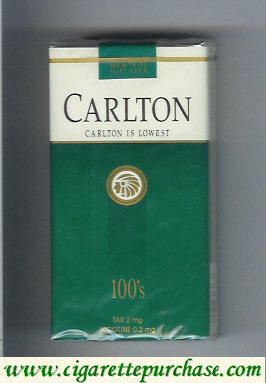 MENTHOL
SOFT PACK
CARLTON
CARLTON IS LOWEST
100's
TAR 2 mg
NICOTINE 0.2 mg
www.cigarettepurchase.com